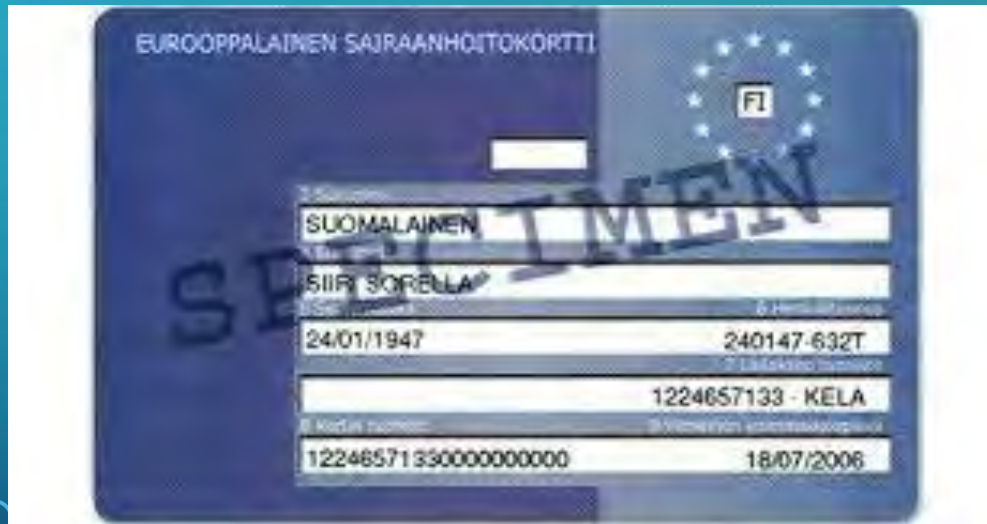 EUROOPPALAINEN SAIRAANHOITOKORTTI
FI
SPECIMEN
SUOMALAINEN
SIIRI SORELLA
24/01/1947 240147-632T
1224657133 - KELA
12246571330000000000 18/07/2006